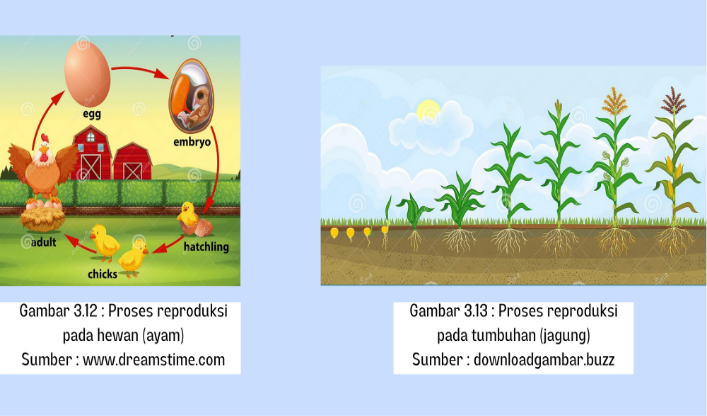 egg
embryo
hatchling
chicks
adult
Gambar 3.12 : Proses reproduksi
pada hewan (ayam)
Sumber : www.dreamstime.com
Gambar 3.13 : Proses reproduksi
pada tumbuhan (jagung)
Sumber : downloadgambar.buzz